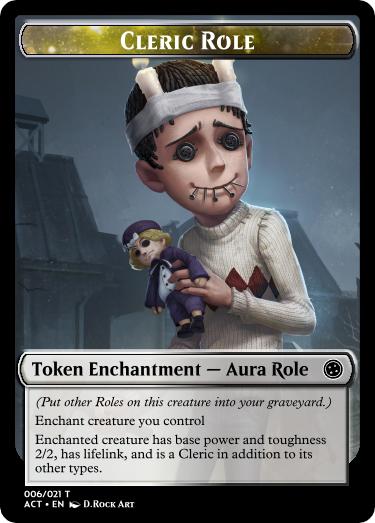 Cleric Role
Token Enchantment — Aura Role
(Put other Roles on this creature into your graveyard.)
Enchant creature you control
Enchanted creature has base power and toughness
2/2, has lifelink, and is a Cleric in addition to its
other types.
006/021 T
ACT • EN D.Rock Art